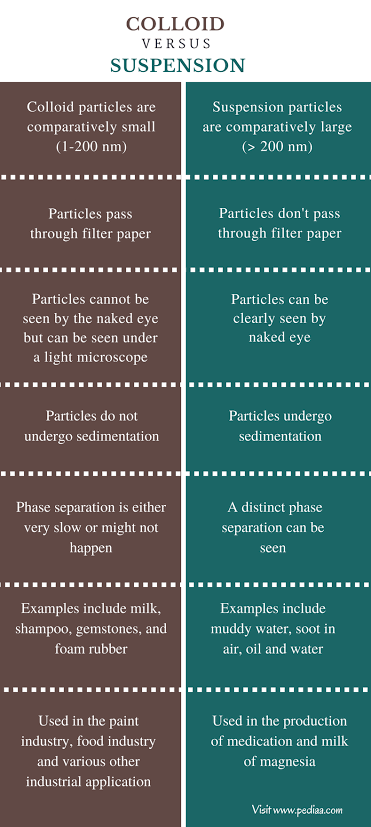 COLLOID
VERSUS
SUSPENSION
Colloid particles are
comparatively small
(1-200 nm)
Suspension particles
are comparatively large
(> 200 nm)
Particles pass
through filter paper
Particles don't pass
through filter paper
Particles cannot be
seen by the naked eye
but can be seen under
a light microscope
Particles can be
clearly seen by
naked eye
Particles do not
undergo sedimentation
Particles undergo
sedimentation
Phase separation is either
very slow or might not
happen
A distinct phase
separation can be
seen
Examples include milk,
shampoo, gemstones, and
foam rubber
Examples include
muddy water, soot in
air, oil and water
Used in the paint
industry, food industry
and various other
industrial application
Used in the production
of medication and milk
of magnesia
Visit www.pediaa.com